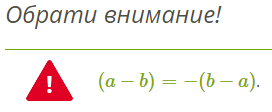 Обрати внимание!
(a − b) = −(b − a).